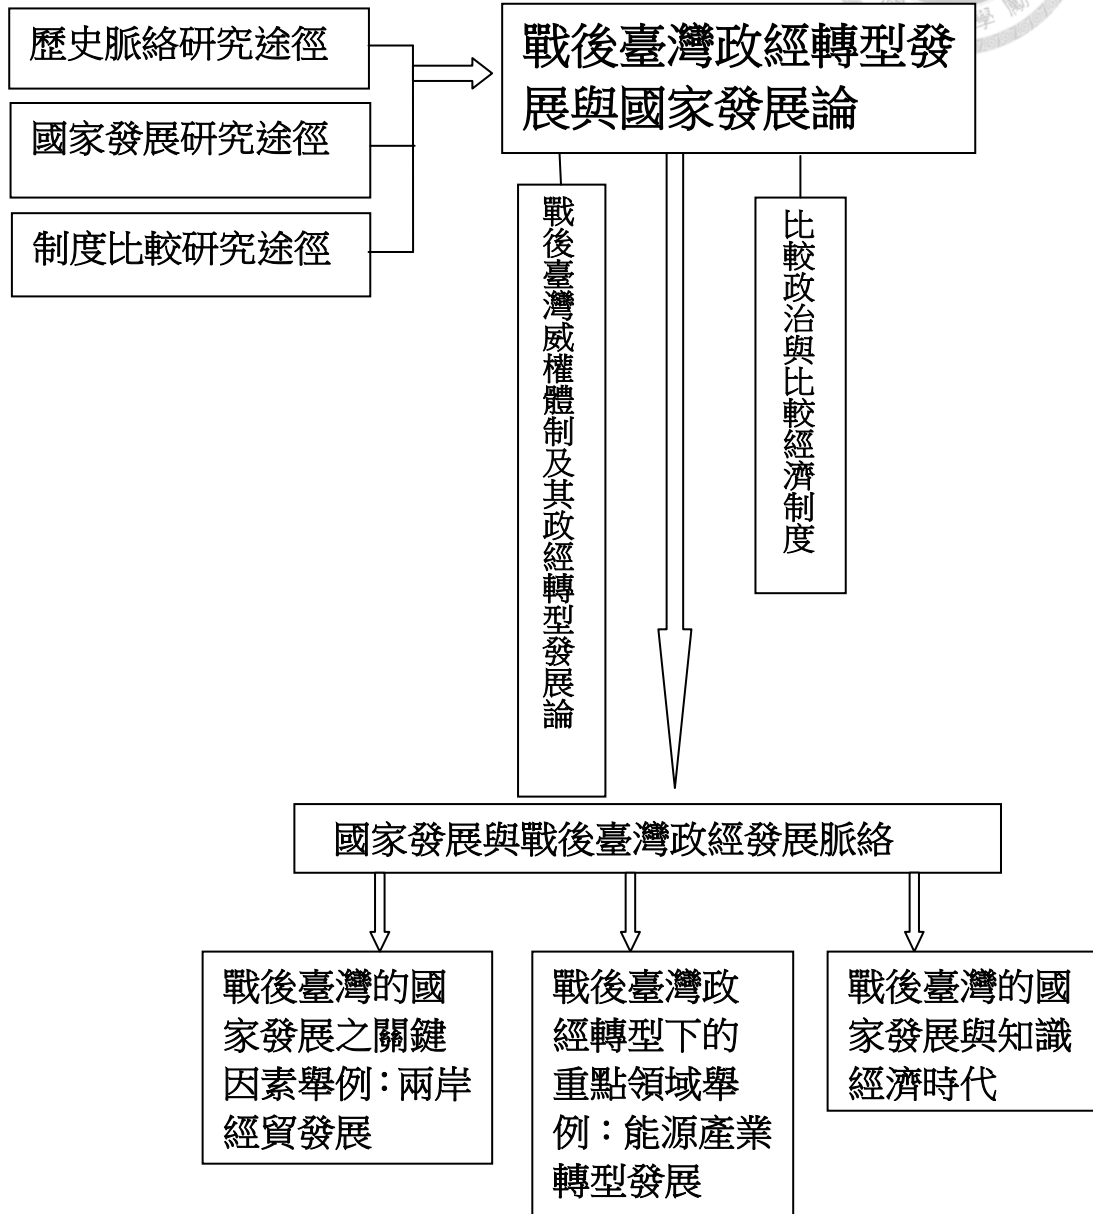 歷史脈絡研究途徑
國家發展研究途徑
制度比較研究途徑
戰後臺灣政經轉型發
展與國家發展論
戰後臺灣威權體制及其政經轉型發展論
比較政治與比較經濟制度
國家發展與戰後臺灣政經發展脈絡
戰後臺灣的國
家發展之關鍵
因素舉例：兩岸
經貿發展
戰後臺灣政
經轉型下的
重點領域舉
例：能源產業
轉型發展
戰後臺灣的國
家發展與知識
經濟時代